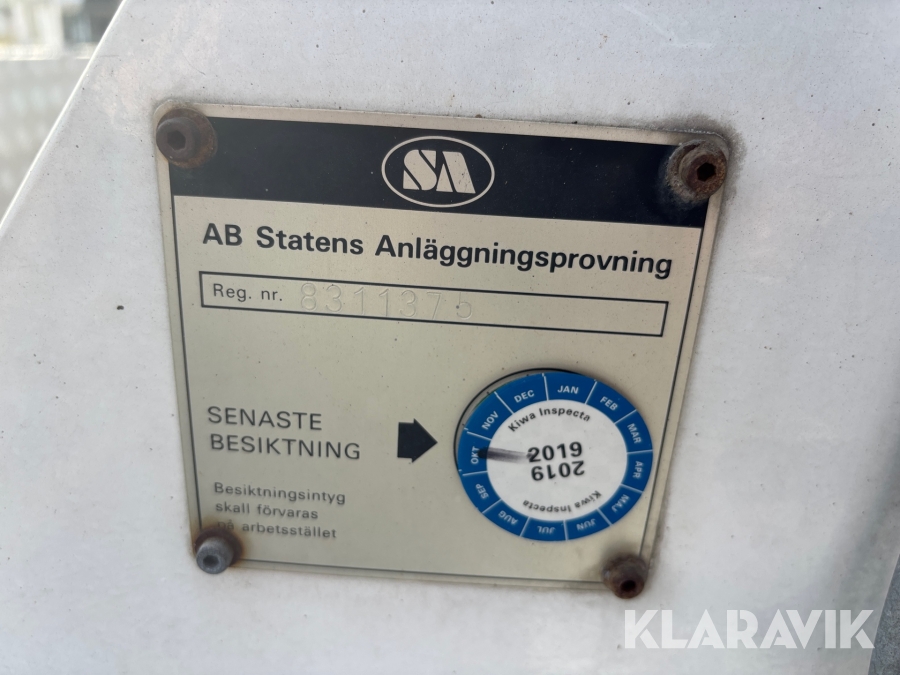 SA
AB Statens Anläggningsprovning
Reg. nr. 8311375
SENASTE
BESIKTNING
Besiktningsintyg
skall förvaras
på arbetsstället
JAN FEB MAR APR MAJ JUN JUL AUG SEP OKT NOV DEC
Kiwa Inspecta
2019
2019
Kiwa Inspecta
KLARAVIK